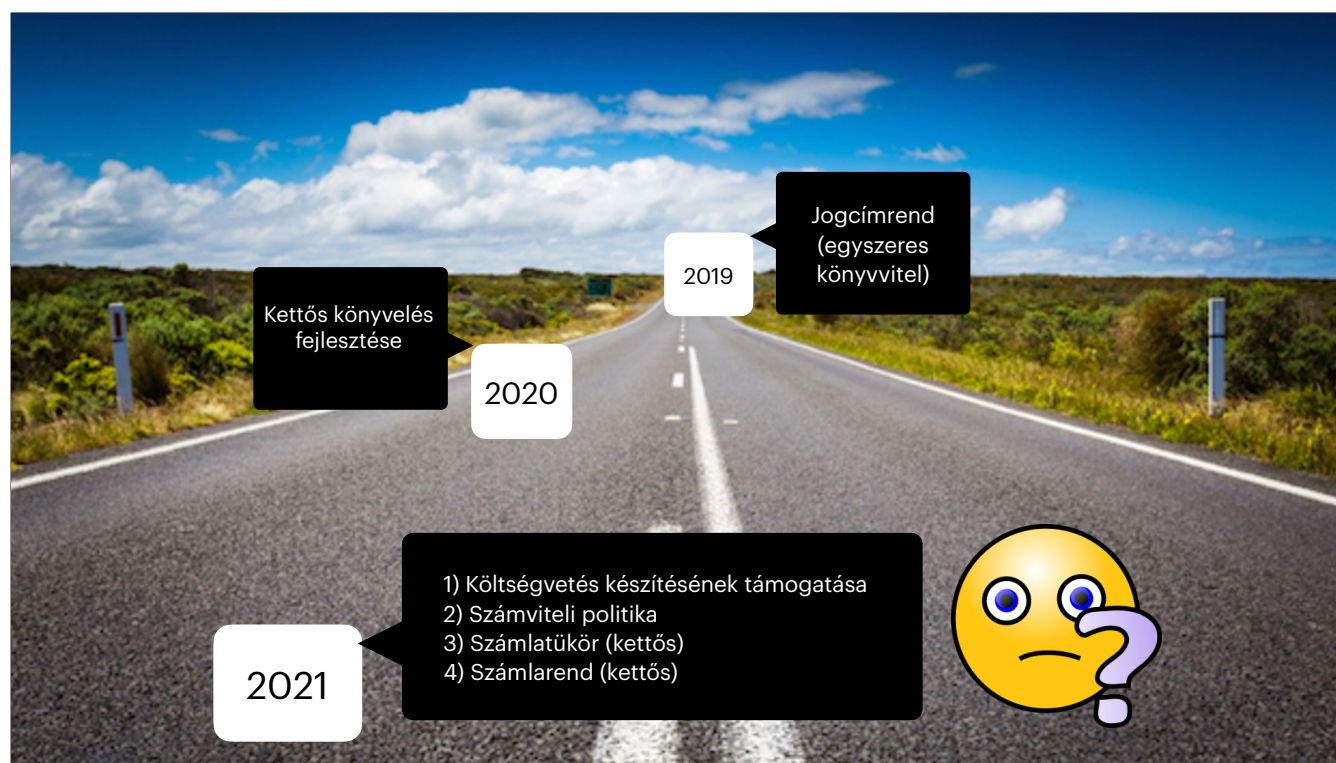 2019
Jogcímrend
(egyszeres
könyvvitel)
Kettős könyvelés
fejlesztése
2020
2021
1) Költségvetés készítésének támogatása
2) Számviteli politika
3) Számlatükör (kettős)
4) Számlarend (kettős)